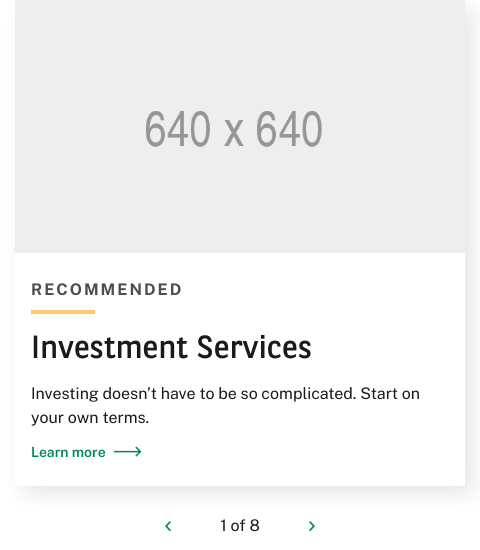 640 x 640
RECOMMENDED
Investment Services
Investing doesn’t have to be so complicated. Start on
your own terms.
Learn more
1 of 8